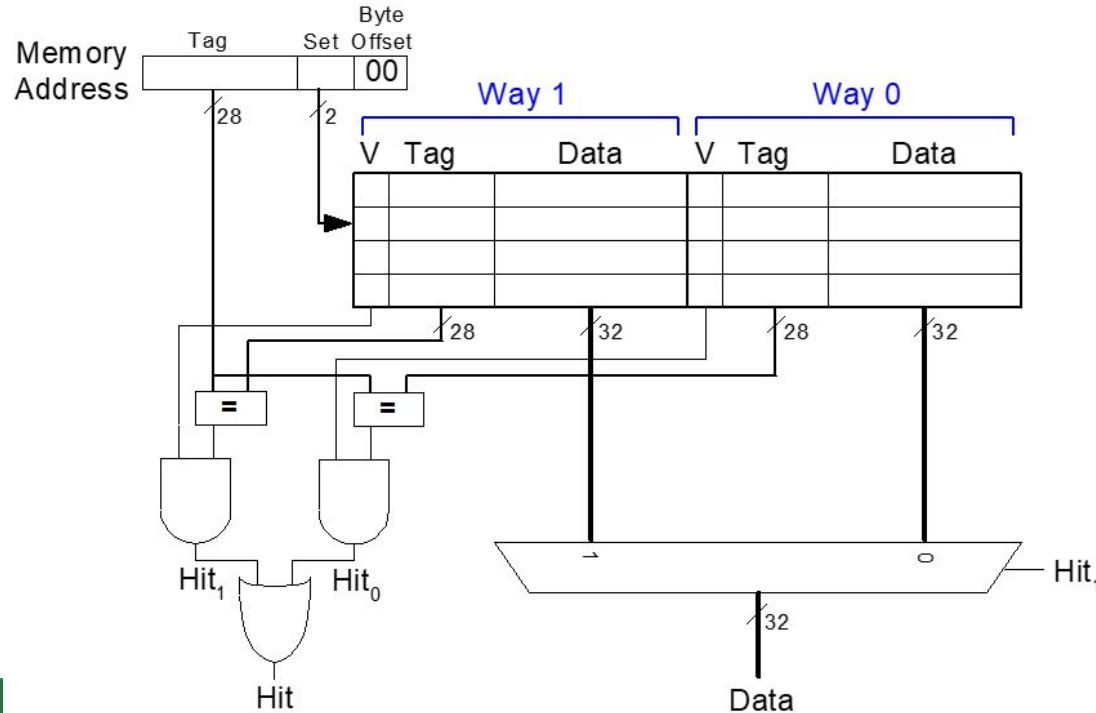 Byte
Tag Set Offset
Memory
Address
00
28 2
Way 1 Way 0
V Tag Data V Tag Data
28 32 28 32
= =
Hit1 Hit0
1 0
Hit1
32
Hit
Data